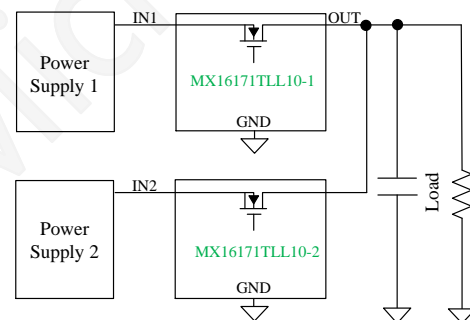 IN1
OUT
Power
Supply 1
MX16171TLL10-1
GND
IN2
Power
Supply 2
MX16171TLL10-2
GND
Load